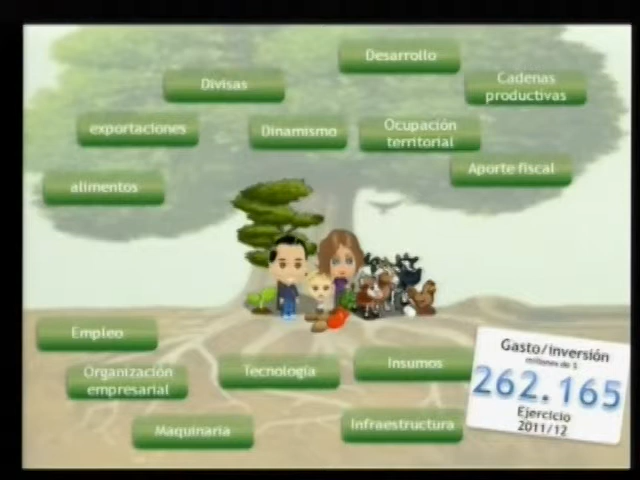 Desarrollo
Divisas
Cadenas
productivas
exportaciones
Dinamismo
Ocupación
territorial
Aporte fiscal
alimentos
Empleo
Organización
empresarial
Tecnología
Insumos
Maquinaria
Infraestructura
Gasto/inversión
millones de $
262.165
Ejercicio
2011/12